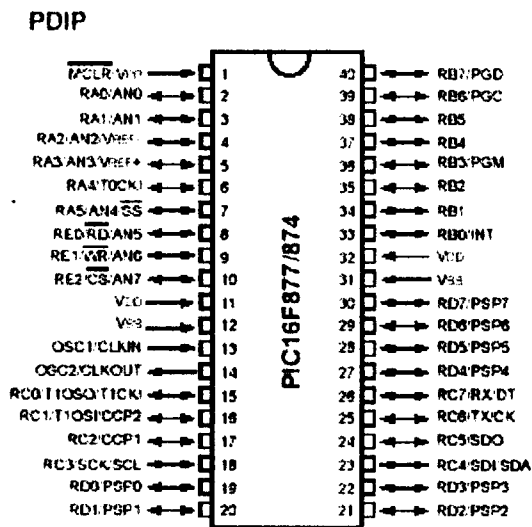 PDIP
MCLR/VPP 1 40 RB7/PGD
RA0/AN0 2 39 RB6/PGC
RA1/AN1 3 38 RB5
RA2/AN2/VREF- 4 37 RB4
RA3/AN3/VREF+ 5 36 RB3/PGM
RA4/T0CKI 6 35 RB2
RA5/AN4/SS 7 34 RB1
RE0/RD/AN5 8 33 RB0/INT
RE1/WR/AN6 9 32 VDD
RE2/CS/AN7 10 31 VSS
VDD 11 30 RD7/PSP7
VSS 12 29 RD6/PSP6
OSC1/CLKIN 13 28 RD5/PSP5
OSC2/CLKOUT 14 27 RD4/PSP4
RC0/T1OSO/T1CKI 15 26 RC7/RX/DT
RC1/T1OSI/CCP2 16 25 RC6/TX/CK
RC2/CCP1 17 24 RC5/SDO
RC3/SCK/SCL 18 23 RC4/SDI/SDA
RD0/PSP0 19 22 RD3/PSP3
RD1/PSP1 20 21 RD2/PSP2
PIC16F877/874